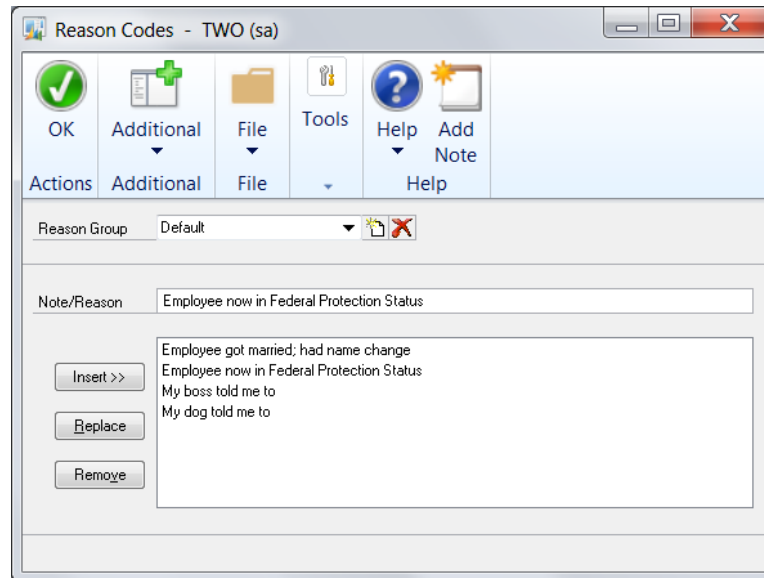 Reason Codes - TWO (sa)
OK
Additional
File
Tools
Help
Add
Note
Actions
Additional
File
Help
Reason Group
Default
Note/Reason
Employee now in Federal Protection Status
Employee got married; had name change
Employee now in Federal Protection Status
My boss told me to
My dog told me to
Insert >>
Replace
Remove